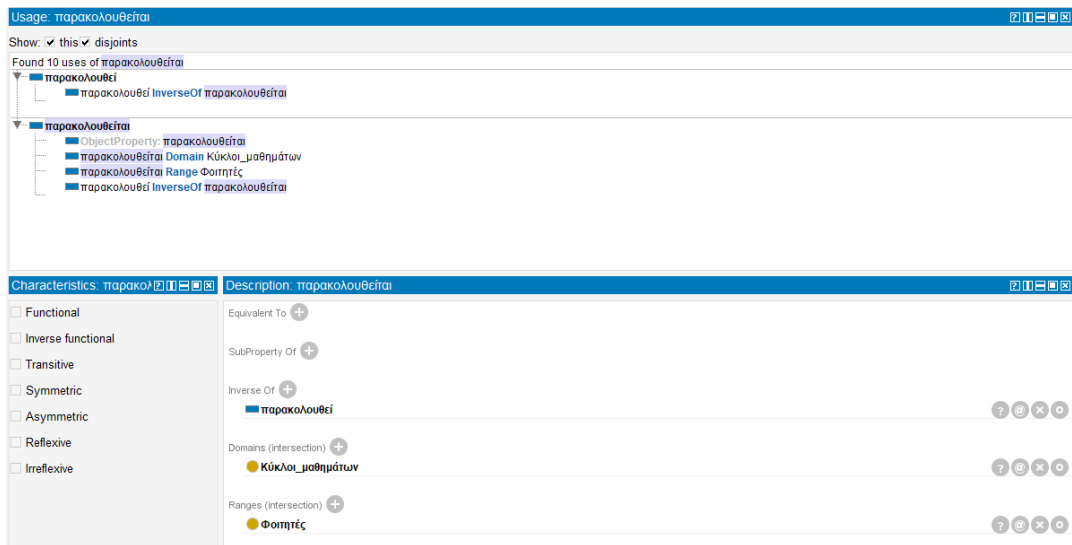 Usage: παρακολουθείται
Show: this disjoints
Found 10 uses of παρακολουθείται
παρακολουθεί
παρακολουθεί InverseOf παρακολουθείται
παρακολουθείται
ObjectProperty: παρακολουθείται
παρακολουθείται Domain Κύκλοι_μαθημάτων
παρακολουθείται Range Φοιτητές
παρακολουθεί InverseOf παρακολουθείται
Characteristics: παρακολ
Functional
Inverse functional
Transitive
Symmetric
Asymmetric
Reflexive
Irreflexive
Description: παρακολουθείται
Equivalent To
SubProperty Of
Inverse Of
παρακολουθεί
Domains (intersection)
Κύκλοι_μαθημάτων
Ranges (intersection)
Φοιτητές